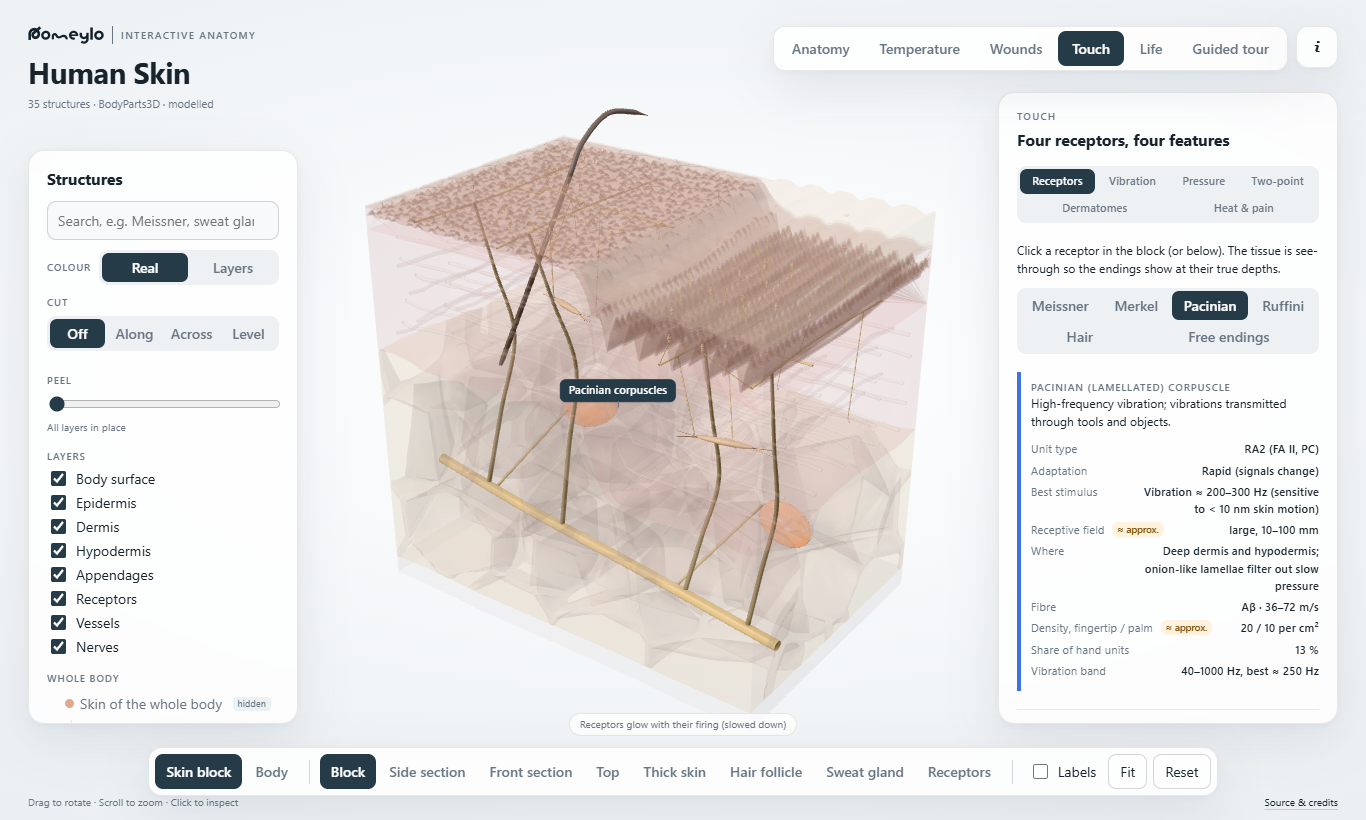 Romeylo
INTERACTIVE ANATOMY
Human Skin
35 structures · BodyParts3D · modelled
Anatomy
Temperature
Wounds
Touch
Life
Guided tour
i
Structures
Search, e.g. Meissner, sweat glan
COLOUR
Real
Layers
CUT
Off
Along
Across
Level
PEEL
All layers in place
LAYERS
Body surface
Epidermis
Dermis
Hypodermis
Appendages
Receptors
Vessels
Nerves
WHOLE BODY
Skin of the whole body hidden
Pacinian corpuscles
Receptors glow with their firing (slowed down)
TOUCH
Four receptors, four features
Receptors
Vibration
Pressure
Two-point
Dermatomes
Heat & pain
Click a receptor in the block (or below). The tissue is see-
through so the endings show at their true depths.
Meissner
Merkel
Pacinian
Ruffini
Hair
Free endings
PACINIAN (LAMELLATED) CORPUSCLE
High-frequency vibration; vibrations transmitted
through tools and objects.
Unit type RA2 (FA II, PC)
Adaptation Rapid (signals change)
Best stimulus Vibration ≈ 200–300 Hz (sensitive
to < 10 nm skin motion)
Receptive field ≈ approx. large, 10–100 mm
Where Deep dermis and hypodermis;
onion-like lamellae filter out slow
pressure
Fibre Aβ · 36–72 m/s
Density, fingertip / palm ≈ approx. 20 / 10 per cm²
Share of hand units 13 %
Vibration band 40–1000 Hz, best ≈ 250 Hz
Skin block
Body
Block
Side section
Front section
Top
Thick skin
Hair follicle
Sweat gland
Receptors
Labels
Fit
Reset
Drag to rotate · Scroll to zoom · Click to inspect
Source & credits